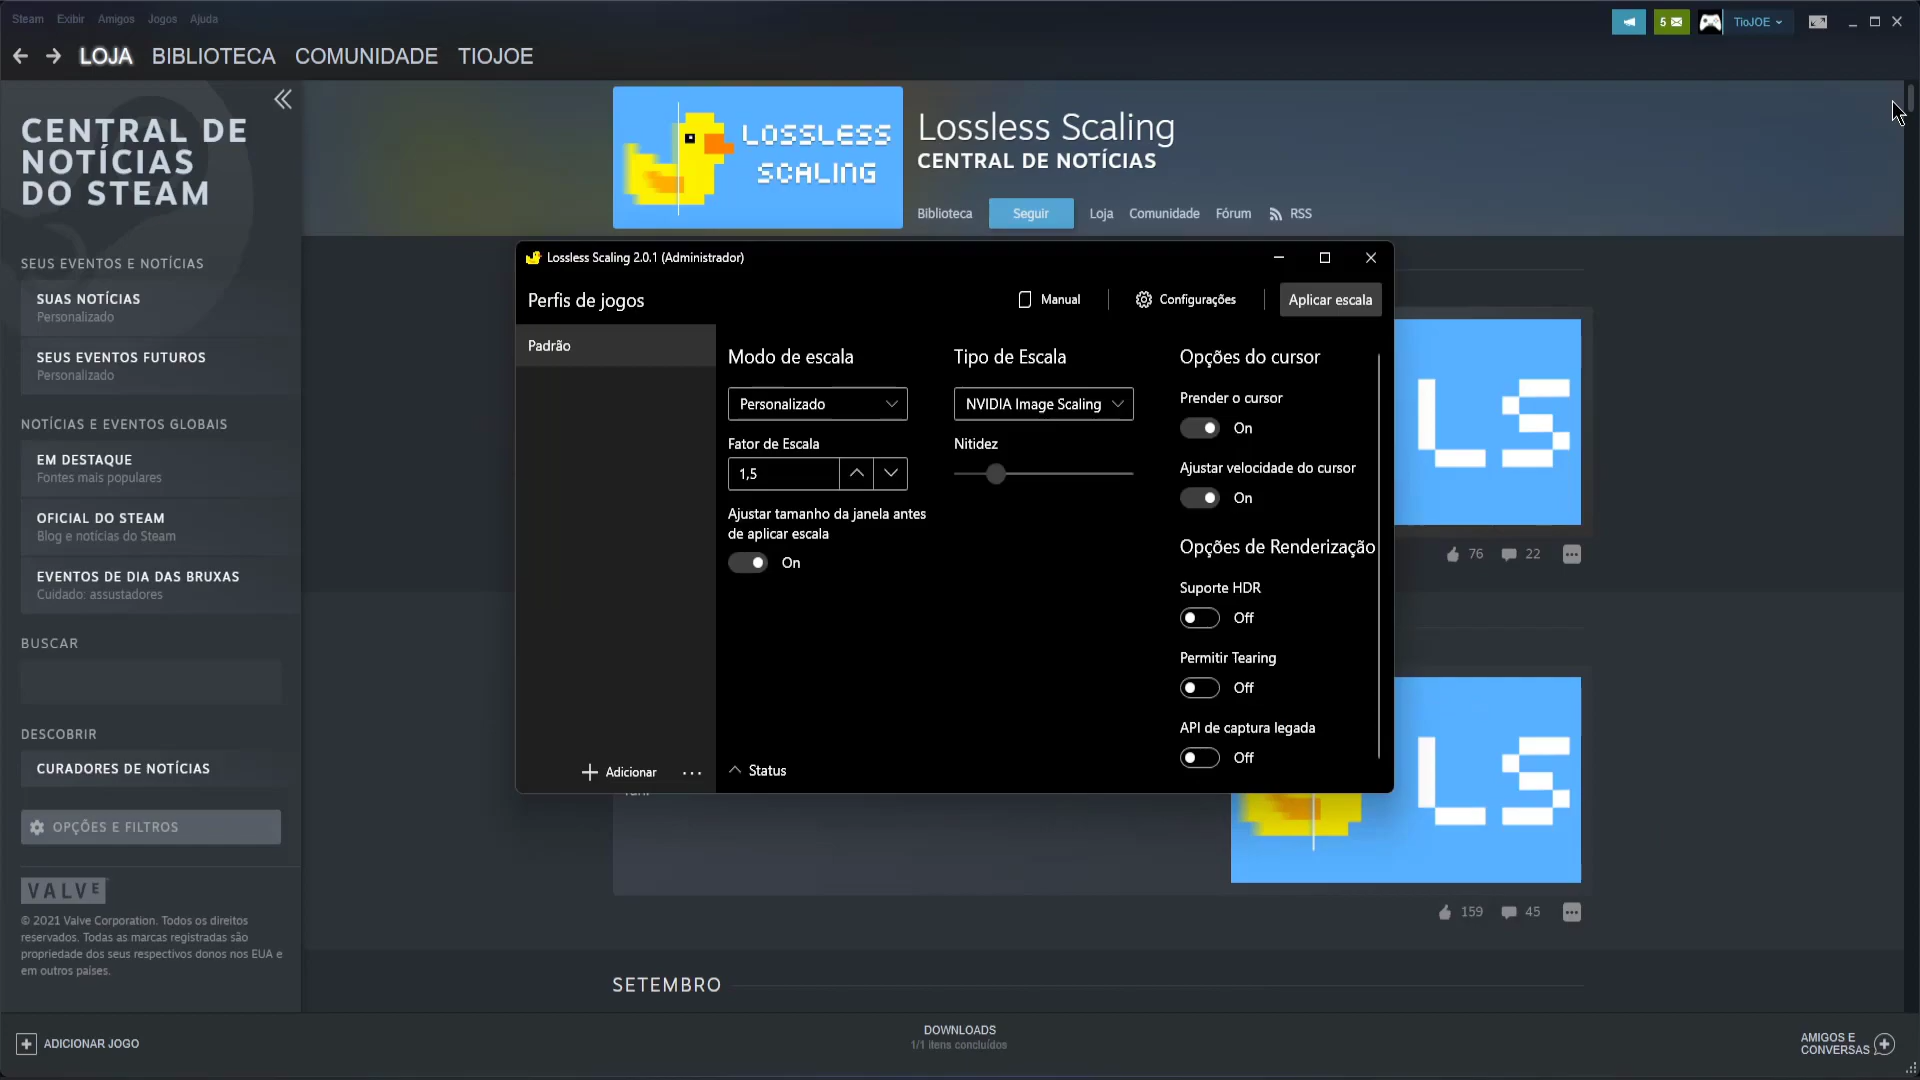 Steam Exibir Amigos Jogos Ajuda
5
TioJOE
LOJA BIBLIOTECA COMUNIDADE TIOJOE
CENTRAL DE
NOTÍCIAS
DO STEAM
SEUS EVENTOS E NOTÍCIAS
SUAS NOTÍCIAS
Personalizado
SEUS EVENTOS FUTUROS
Personalizado
NOTÍCIAS E EVENTOS GLOBAIS
EM DESTAQUE
Fontes mais populares
OFICIAL DO STEAM
Blog e notícias do Steam
EVENTOS DE DIA DAS BRUXAS
Cuidado: assustadores
BUSCAR
DESCOBRIR
CURADORES DE NOTÍCIAS
OPÇÕES E FILTROS
VALVE
© 2021 Valve Corporation. Todos os direitos
reservados. Todas as marcas registradas são
propriedade dos seus respectivos donos nos EUA e
em outros países.
LOSSLESS
SCALING
Lossless Scaling
CENTRAL DE NOTÍCIAS
Biblioteca Seguir Loja Comunidade Fórum RSS
Lossless Scaling 2.0.1 (Administrador)
Perfis de jogos
Manual Configurações Aplicar escala
Padrão
Modo de escala
Personalizado
Fator de Escala
1,5
Ajustar tamanho da janela antes
de aplicar escala
On
Tipo de Escala
NVIDIA Image Scaling
Nitidez
Opções do cursor
Prender o cursor
On
Ajustar velocidade do cursor
On
Opções de Renderização
Suporte HDR
Off
Permitir Tearing
Off
API de captura legada
Off
Adicionar ...
Status
LS
76 22
LS
159 45
SETEMBRO
ADICIONAR JOGO
DOWNLOADS
1/1 itens concluídos
AMIGOS E
CONVERSAS